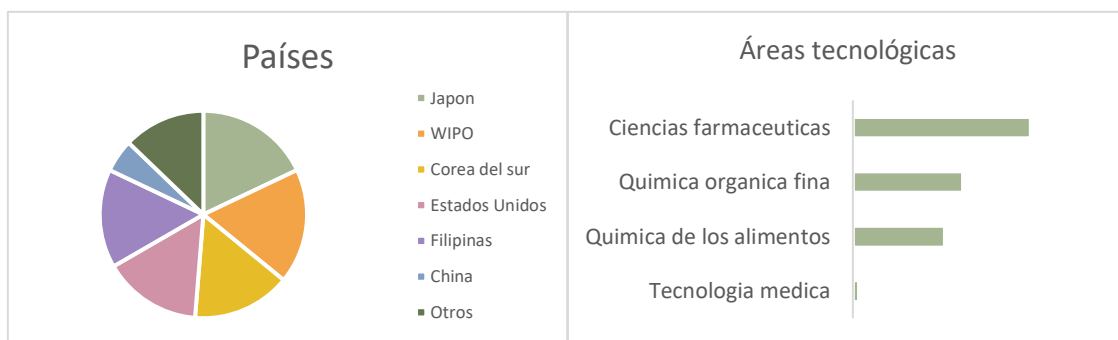 Países
Japon
WIPO
Corea del sur
Estados Unidos
Filipinas
China
Otros
Áreas tecnológicas
Ciencias farmaceuticas
Quimica organica fina
Quimica de los alimentos
Tecnologia medica